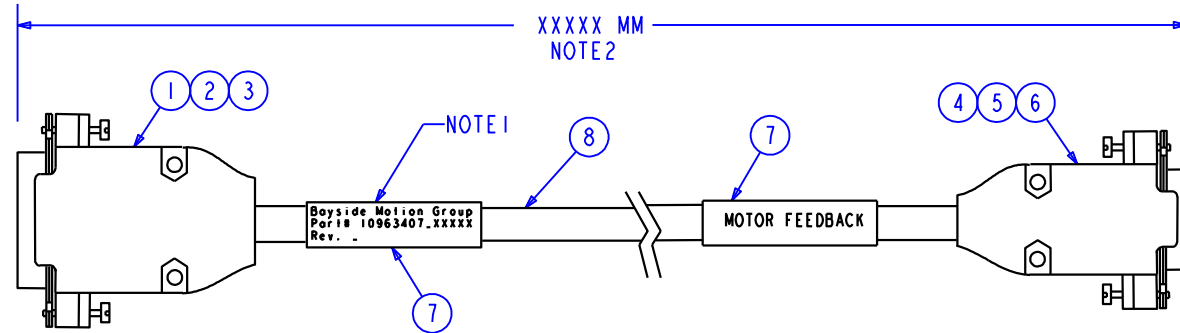 XXXXX MM
NOTE2
1 2 3
NOTE1
8
7
4 5 6
Bayside Motion Group
Part# 10963407_XXXXX
Rev. _
MOTOR FEEDBACK
7